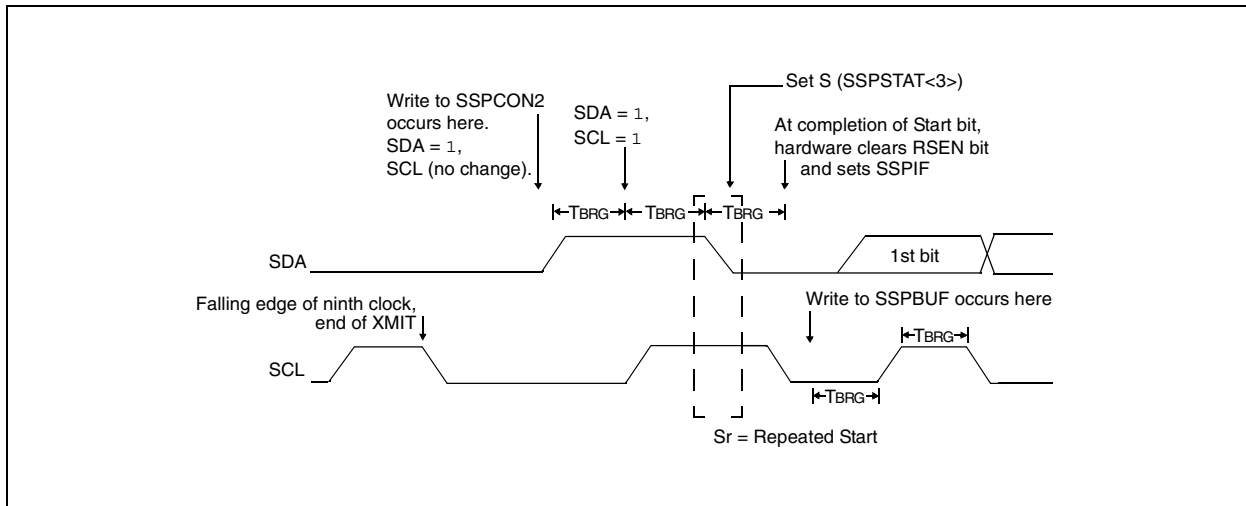 Set S (SSPSTAT<3>)
Write to SSPCON2
occurs here.
SDA = 1,
SCL (no change).
SDA = 1,
SCL = 1
At completion of Start bit,
hardware clears RSEN bit
and sets SSPIF
TBRG
TBRG
TBRG
SDA
1st bit
Falling edge of ninth clock,
end of XMIT
Write to SSPBUF occurs here
TBRG
SCL
TBRG
Sr = Repeated Start